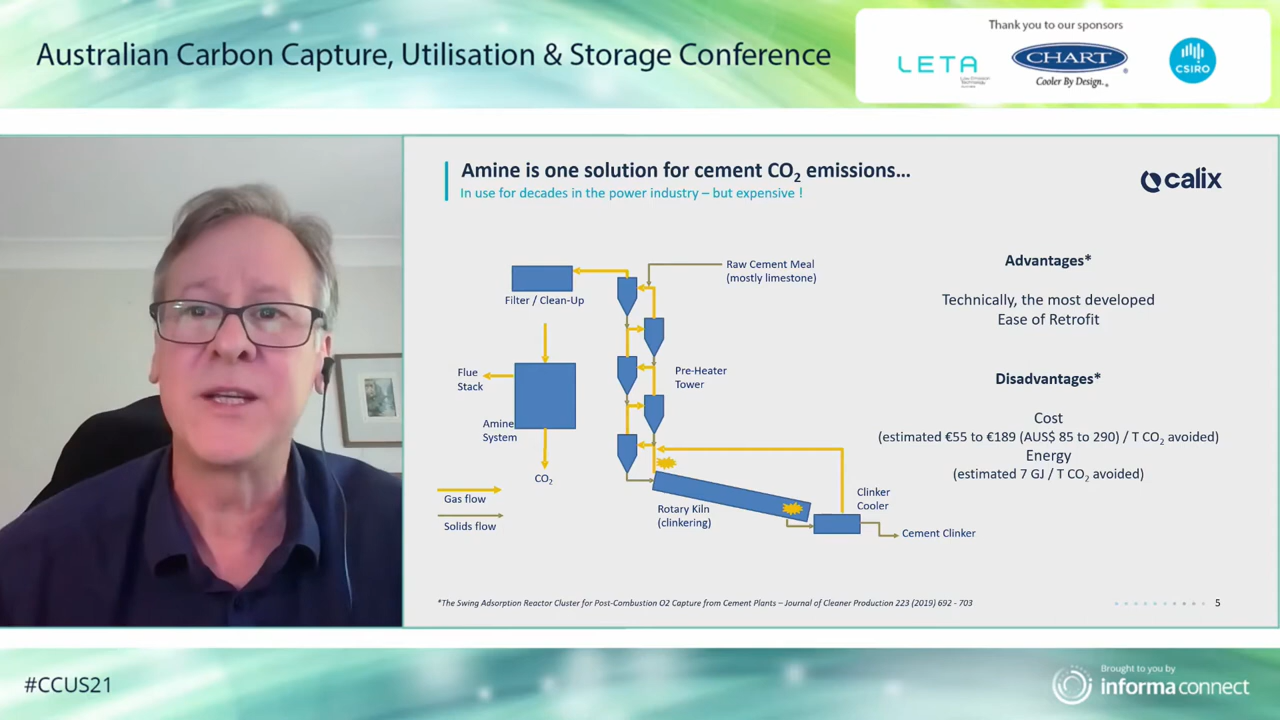 Australian Carbon Capture, Utilisation & Storage Conference
Thank you to our sponsors
LETA
CHART
Cooler By Design.
CSIRO
Amine is one solution for cement CO2 emissions…
In use for decades in the power industry – but expensive !
calix
Raw Cement Meal
(mostly limestone)
Filter / Clean-Up
Flue
Stack
Amine
System
CO2
Pre-Heater
Tower
Gas flow
Solids flow
Rotary Kiln
(clinkering)
Clinker
Cooler
Cement Clinker
Advantages*
Technically, the most developed
Ease of Retrofit
Disadvantages*
Cost
(estimated €55 to €189 (AUS$ 85 to 290) / T CO2 avoided)
Energy
(estimated 7 GJ / T CO2 avoided)
*The Swing Adsorption Reactor Cluster for Post-Combustion O2 Capture from Cement Plants – Journal of Cleaner Production 223 (2019) 692 - 703
5
#CCUS21
Brought to you by
informa connect